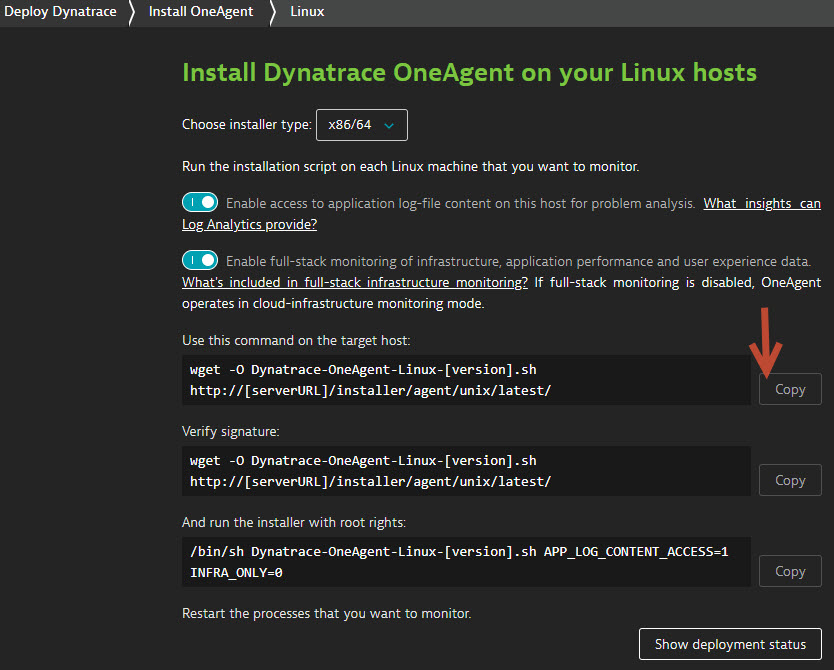 Deploy Dynatrace Install OneAgent Linux
Install Dynatrace OneAgent on your Linux hosts
Choose installer type: x86/64
Run the installation script on each Linux machine that you want to monitor.
Enable access to application log-file content on this host for problem analysis. What insights can
Log Analytics provide?
Enable full-stack monitoring of infrastructure, application performance and user experience data.
What's included in full-stack infrastructure monitoring? If full-stack monitoring is disabled, OneAgent
operates in cloud-infrastructure monitoring mode.
Use this command on the target host:
wget -O Dynatrace-OneAgent-Linux-[version].sh
http://[serverURL]/installer/agent/unix/latest/
Copy
Verify signature:
wget -O Dynatrace-OneAgent-Linux-[version].sh
http://[serverURL]/installer/agent/unix/latest/
Copy
And run the installer with root rights:
/bin/sh Dynatrace-OneAgent-Linux-[version].sh APP_LOG_CONTENT_ACCESS=1
INFRA_ONLY=0
Copy
Restart the processes that you want to monitor.
Show deployment status